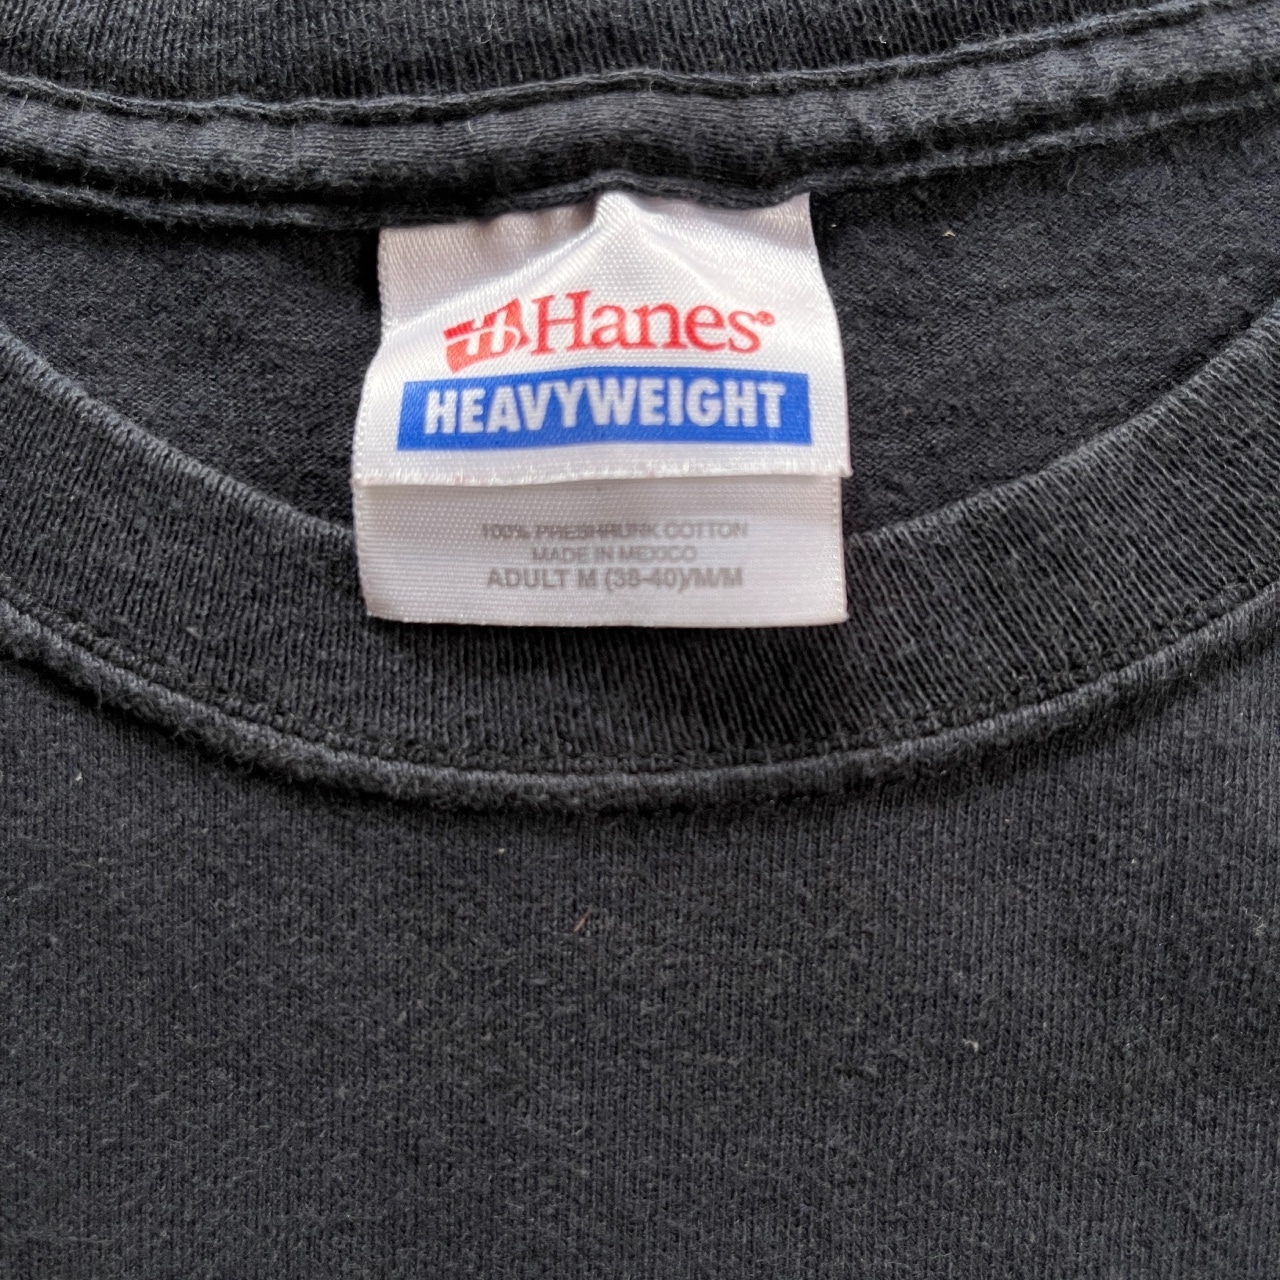 Hanes®
HEAVYWEIGHT
100% PRESHRUNK COTTON
MADE IN MEXICO
ADULT M (38-40)/M/M